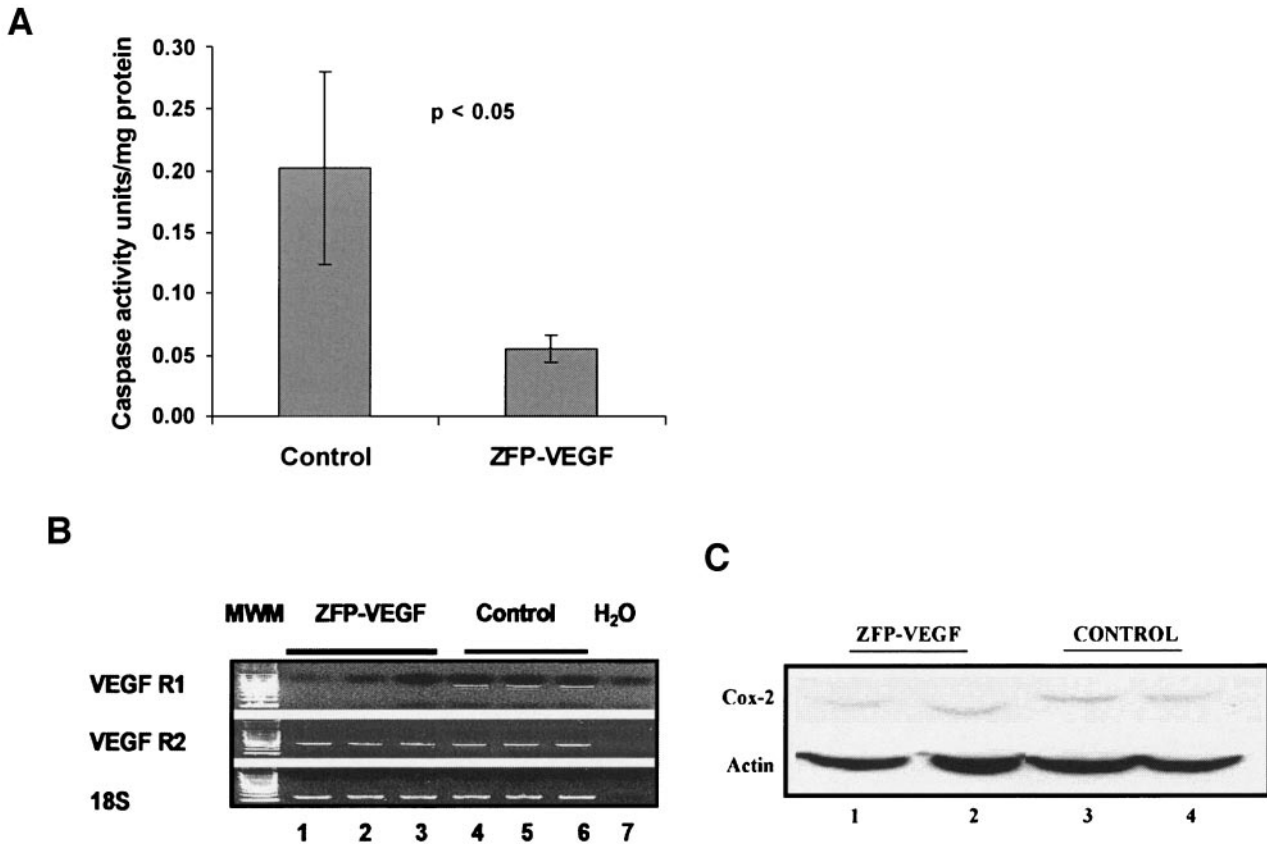 A
Caspase activity units/mg protein
0.30
0.25
0.20
0.15
0.10
0.05
0.00
p < 0.05
Control
ZFP-VEGF
B
MWM ZFP-VEGF Control H₂O
VEGF R1
VEGF R2
18S
1 2 3 4 5 6 7
C
ZFP-VEGF CONTROL
Cox-2
Actin
1 2 3 4